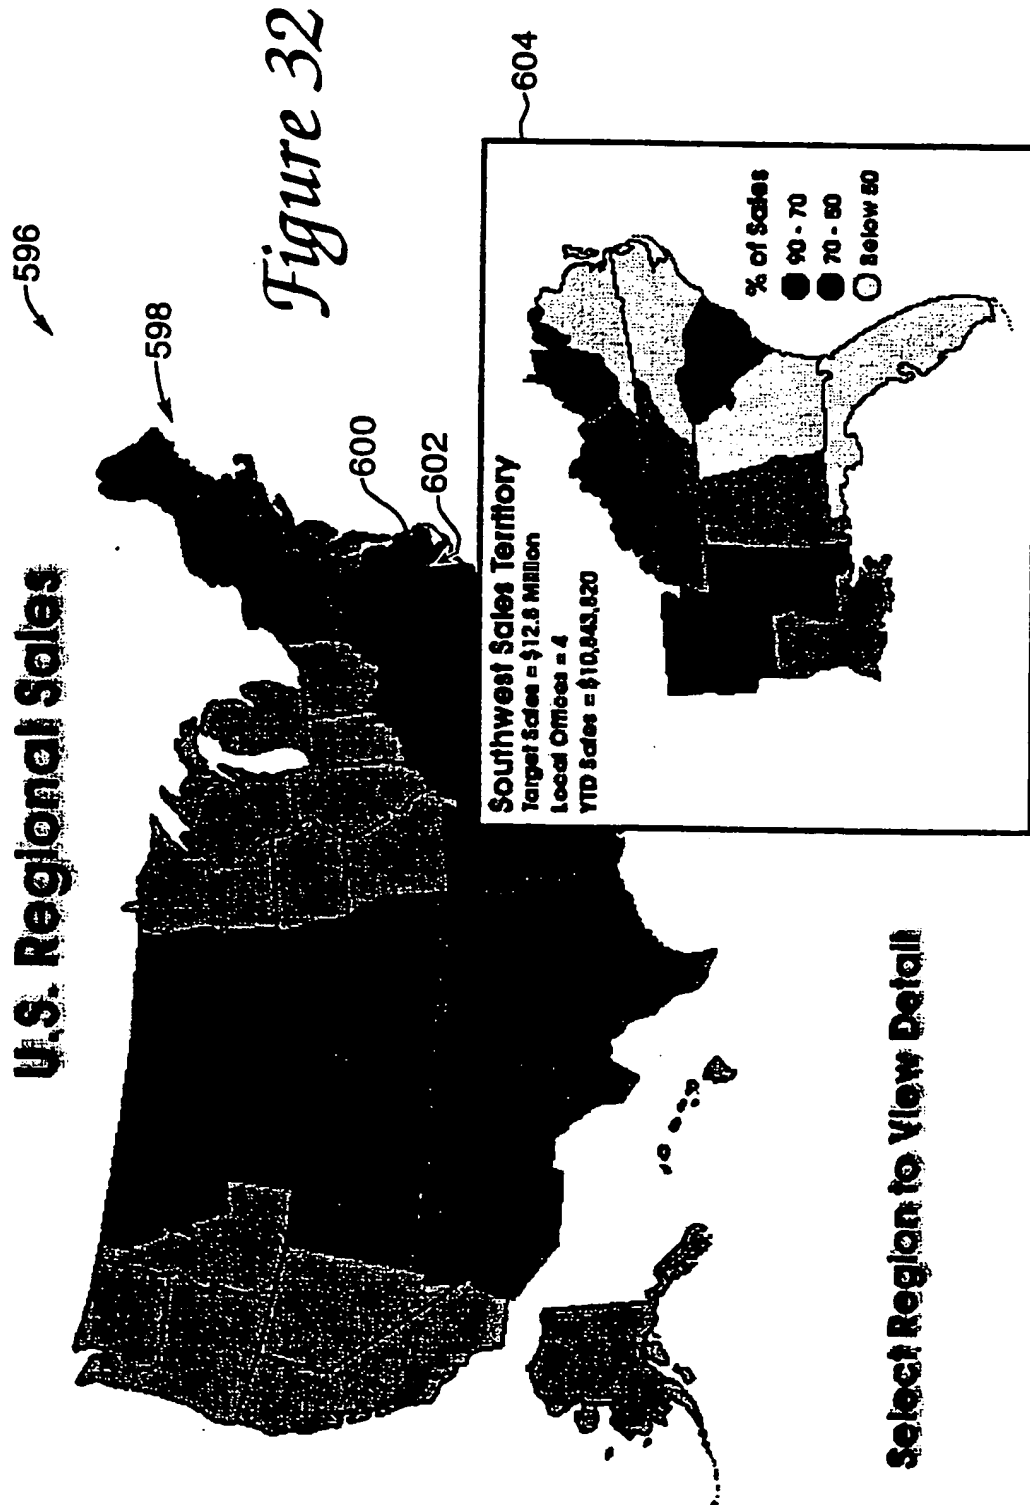 U.S. Regional Sales
596
598
Figure 32
600
602
604
Southwest Sales Territory
Target Sales = $12.8 Million
Local Offices = 4
YTD Sales = $10,843,820
% of Sales
90 - 70
70 - 50
Below 50
Select Region to View Detail